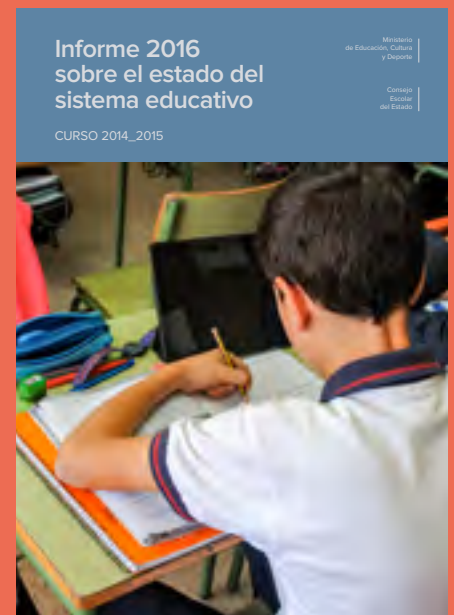 Informe 2016
sobre el estado del
sistema educativo
CURSO 2014_2015
Ministerio
de Educación, Cultura
y Deporte
Consejo
Escolar
del Estado